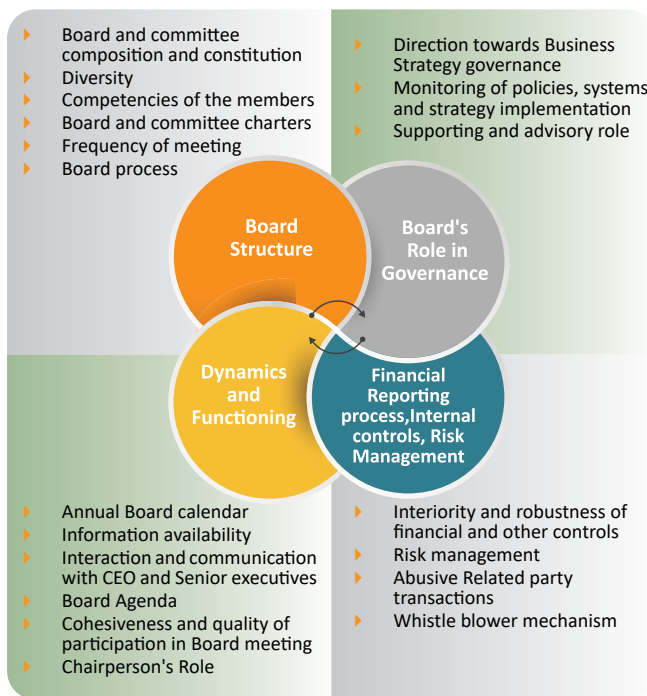 Board and committee
composition and constitution
Diversity
Competencies of the members
Board and committee charters
Frequency of meeting
Board process
Direction towards Business
Strategy governance
Monitoring of policies, systems
and strategy implementation
Supporting and advisory role
Board
Structure
Board's
Role in
Governance
Dynamics
and
Functioning
Financial
Reporting
process,Internal
controls, Risk
Management
Annual Board calendar
Information availability
Interaction and communication
with CEO and Senior executives
Board Agenda
Cohesiveness and quality of
participation in Board meeting
Chairperson's Role
Interiority and robustness of
financial and other controls
Risk management
Abusive Related party
transactions
Whistle blower mechanism